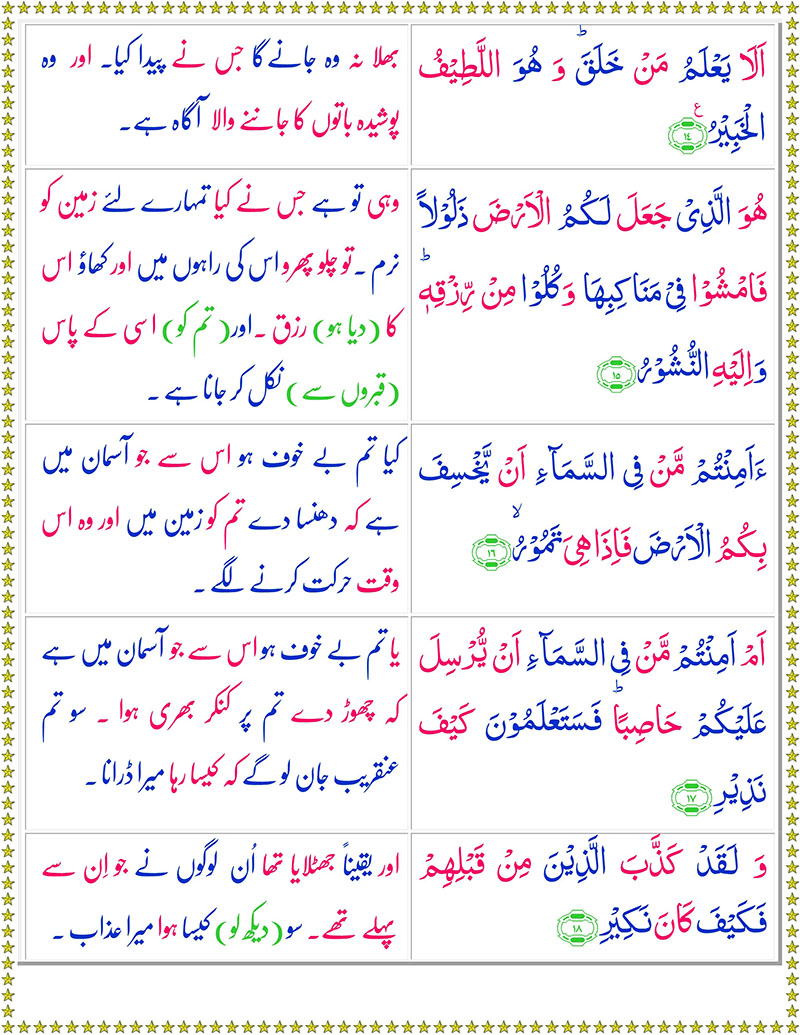 اَلَا يَعْلَمُ مَنْ خَلَقَ ؕ وَ هُوَ اللَّطِيْفُ
الْخَبِيْرُ ع ﴿۱۴﴾
بھلا نہ وہ جانے گا جس نے پیدا کیا۔ اور وہ
پوشیدہ باتوں کا جاننے والا آگاہ ہے۔
هُوَ الَّذِىْ جَعَلَ لَـكُمُ الْاَرْضَ ذَلُوْلًا
فَامْشُوْا فِىْ مَنَاكِبِهَا وَكُلُوْا مِنْ رِّزْقِهٖ ؕ
وَاِلَيْهِ النُّشُوْرُ ﴿۱۵﴾
وہی تو ہے جس نے کیا تمہارے لئے زمین کو
نرم ۔ تو چلو پھرو اس کی راہوں میں اور کھاؤ اس
کا (دیا ہو) رزق ۔ اور (تم کو) اسی کے پاس
(قبروں سے) نکل کر جانا ہے ۔
ءَاَمِنْتُمْ مَّنْ فِى السَّمَآءِ اَنْ يَّخْسِفَ
بِكُمُ الْاَرْضَ فَاِذَا هِىَ تَمُوْرُ ۙ ﴿۱۶﴾
کیا تم بے خوف ہو اس سے جو آسمان میں
ہے کہ دھنسا دے تم کو زمین میں اور وہ اس
وقت حرکت کرنے لگے ۔
اَمْ اَمِنْتُمْ مَّنْ فِى السَّمَآءِ اَنْ يُّرْسِلَ
عَلَيْكُمْ حَاصِبًا ؕ فَسَتَعْلَمُوْنَ كَيْفَ
نَذِيْرِ ﴿۱۷﴾
یا تم بے خوف ہو اس سے جو آسمان میں ہے
کہ چھوڑ دے تم پر کنکر بھری ہوا ۔ سو تم
عنقریب جان لو گے کہ کیسا رہا میرا ڈرانا ۔
وَ لَـقَدْ كَذَّبَ الَّذِيْنَ مِنْ قَبْلِهِمْ
فَكَيْفَ كَانَ نَكِيْرِ ﴿۱۸﴾
اور یقیناً جھٹلایا تھا اُن لوگوں نے جو اِن سے
پہلے تھے۔ سو (دیکھ لو) کیسا ہوا میرا عذاب ۔